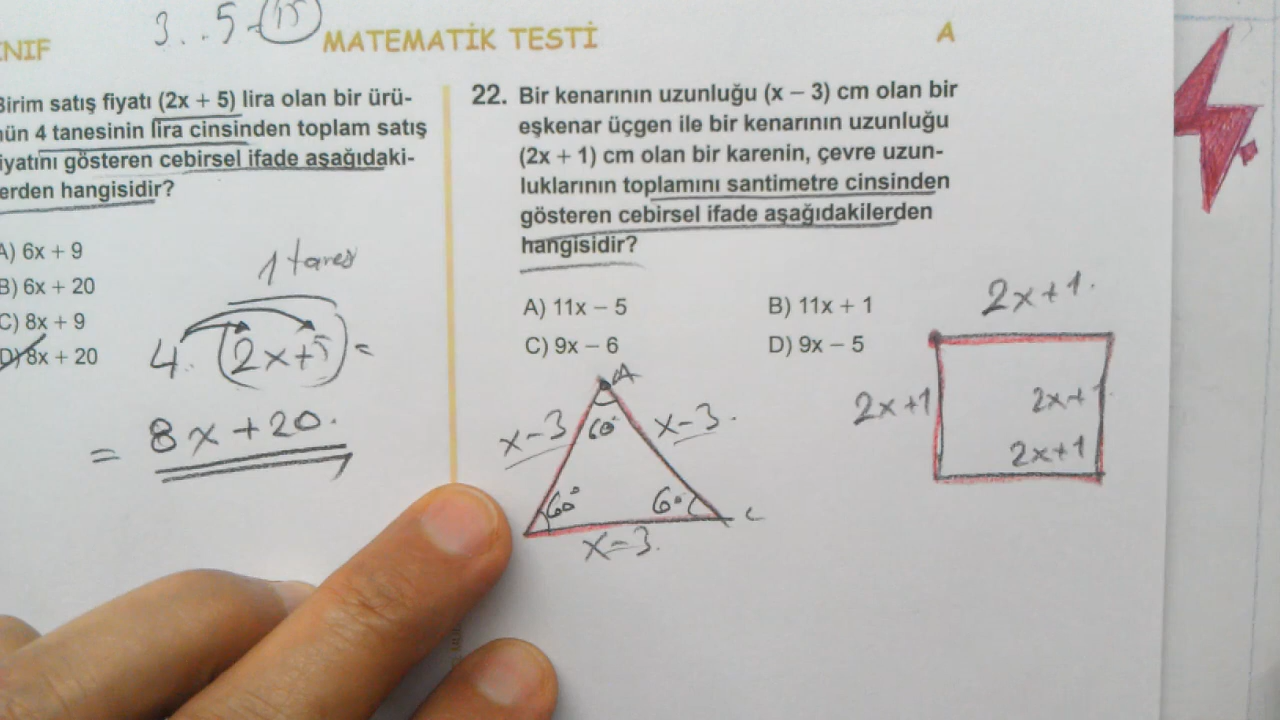 3..5-15
NIF
MATEMATİK TESTİ
A
Birim satış fiyatı (2x + 5) lira olan bir ürü-
nün 4 tanesinin lira cinsinden toplam satış
iyatını gösteren cebirsel ifade aşağıdaki-
erden hangisidir?
A) 6x + 9
B) 6x + 20
C) 8x + 9
D) 8x + 20
4. (2x+5) =
= 8x+20.
22. Bir kenarının uzunluğu (x – 3) cm olan bir
eşkenar üçgen ile bir kenarının uzunluğu
(2x + 1) cm olan bir karenin, çevre uzun-
luklarının toplamını santimetre cinsinden
gösteren cebirsel ifade aşağıdakilerden
hangisidir?
A) 11x – 5
B) 11x + 1
C) 9x – 6
D) 9x – 5
A
x-3
60°
x-3.
60°
60
x-3.
2x+1.
2x+1
2x+1
2x+1